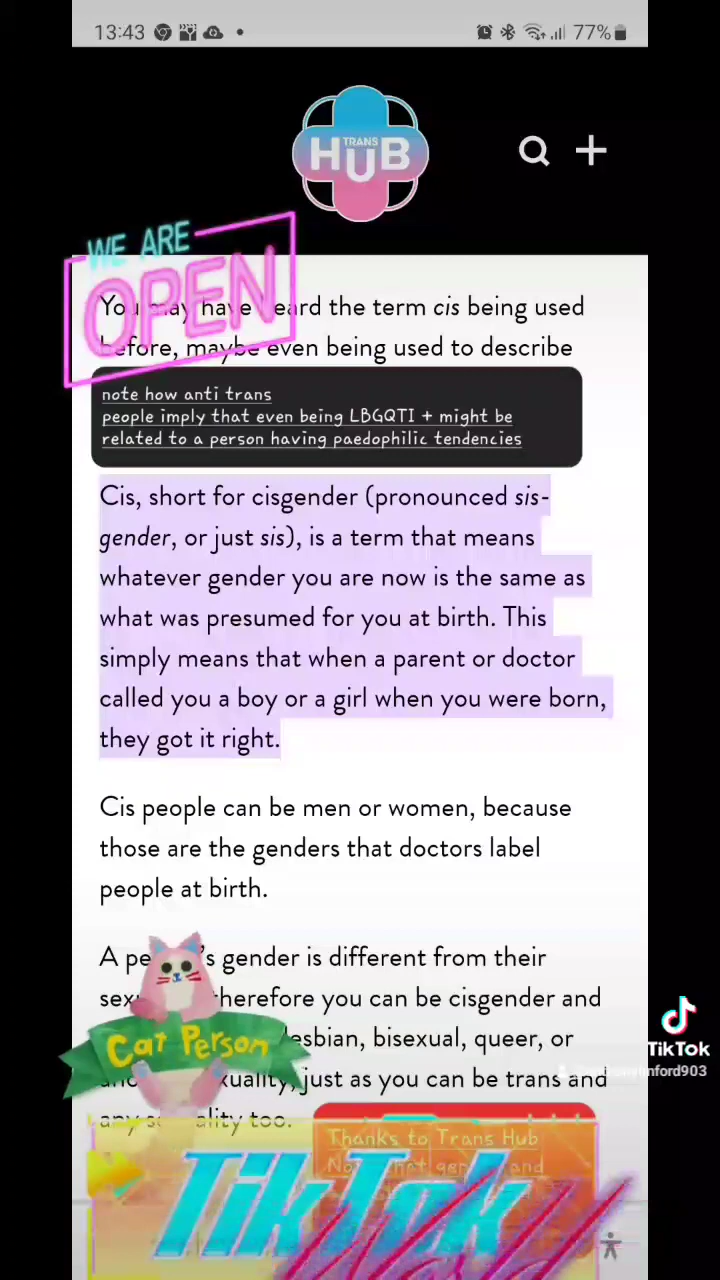 13:43
77%
TRANS
HUB
WE ARE
OPEN
You may have heard the term cis being used
before, maybe even being used to describe
note how anti trans
people imply that even being LBGQTI + might be
related to a person having paedophilic tendencies
Cis, short for cisgender (pronounced sis-
gender, or just sis), is a term that means
whatever gender you are now is the same as
what was presumed for you at birth. This
simply means that when a parent or doctor
called you a boy or a girl when you were born,
they got it right.
Cis people can be men or women, because
those are the genders that doctors label
people at birth.
A person's gender is different from their
therefore you can be cisgender and
lesbian, bisexual, queer, or
just as you can be trans and
any sexuality too.
Cat Person
TikTok
Thanks to Trans Hub
and
TikTok